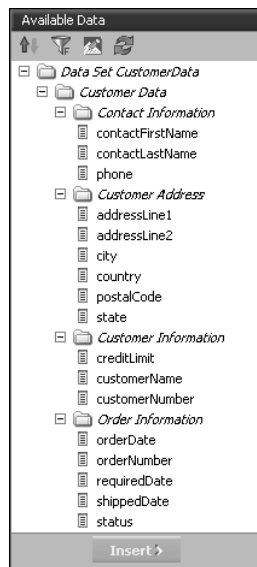 Available Data
Data Set CustomerData
Customer Data
Contact Information
contactFirstName
contactLastName
phone
Customer Address
addressLine1
addressLine2
city
country
postalCode
state
Customer Information
creditLimit
customerName
customerNumber
Order Information
orderDate
orderNumber
requiredDate
shippedDate
status
Insert